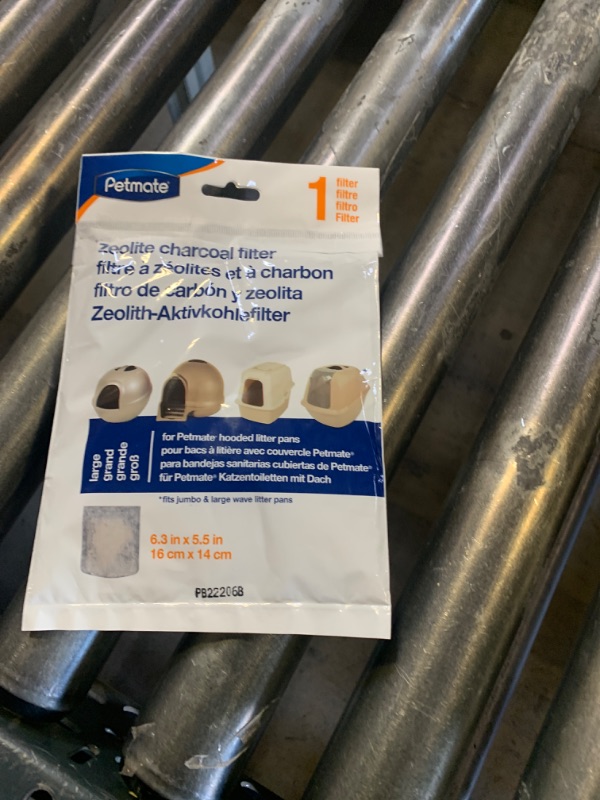 Petmate®
1
filter
filtre
filtro
Filter
zeolite charcoal filter
filtre a zéolites et à charbon
filtro de carbón y zeolita
Zeolith-Aktivkohlefilter
large
grand
grande
groß
for Petmate® hooded litter pans
pour bacs à litière avec couvercle Petmate®
para bandejas sanitarias cubiertas de Petmate®
für Petmate® Katzentoiletten mit Dach
*fits jumbo & large wave litter pans
6.3 in x 5.5 in
16 cm x 14 cm
PB22206B